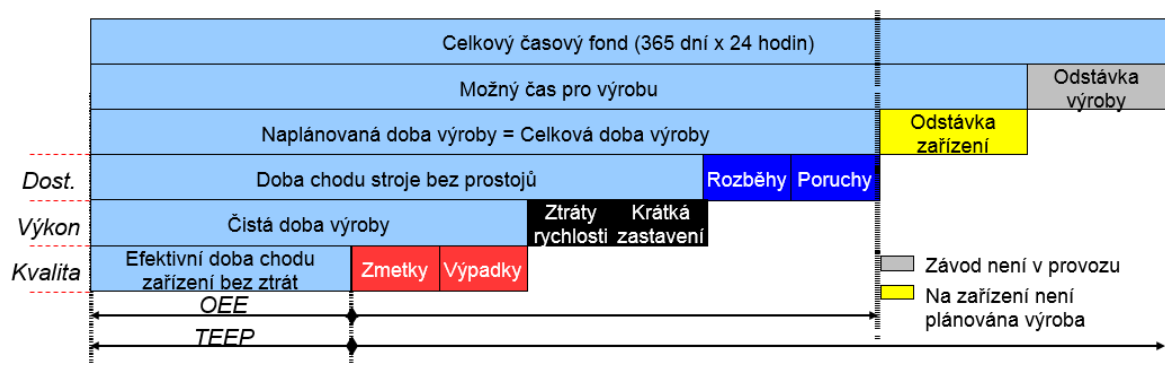 Celkový časový fond (365 dní x 24 hodin)
Možný čas pro výrobu
Odstávka
výroby
Naplánovaná doba výroby = Celková doba výroby
Odstávka
zařízení
Dost.
Doba chodu stroje bez prostojů
Rozběhy
Poruchy
Výkon
Čistá doba výroby
Ztráty
rychlosti
Krátká
zastavení
Kvalita
Efektivní doba chodu
zařízení bez ztrát
Zmetky
Výpadky
Závod není v provozu
Na zařízení není
plánována výroba
OEE
TEEP